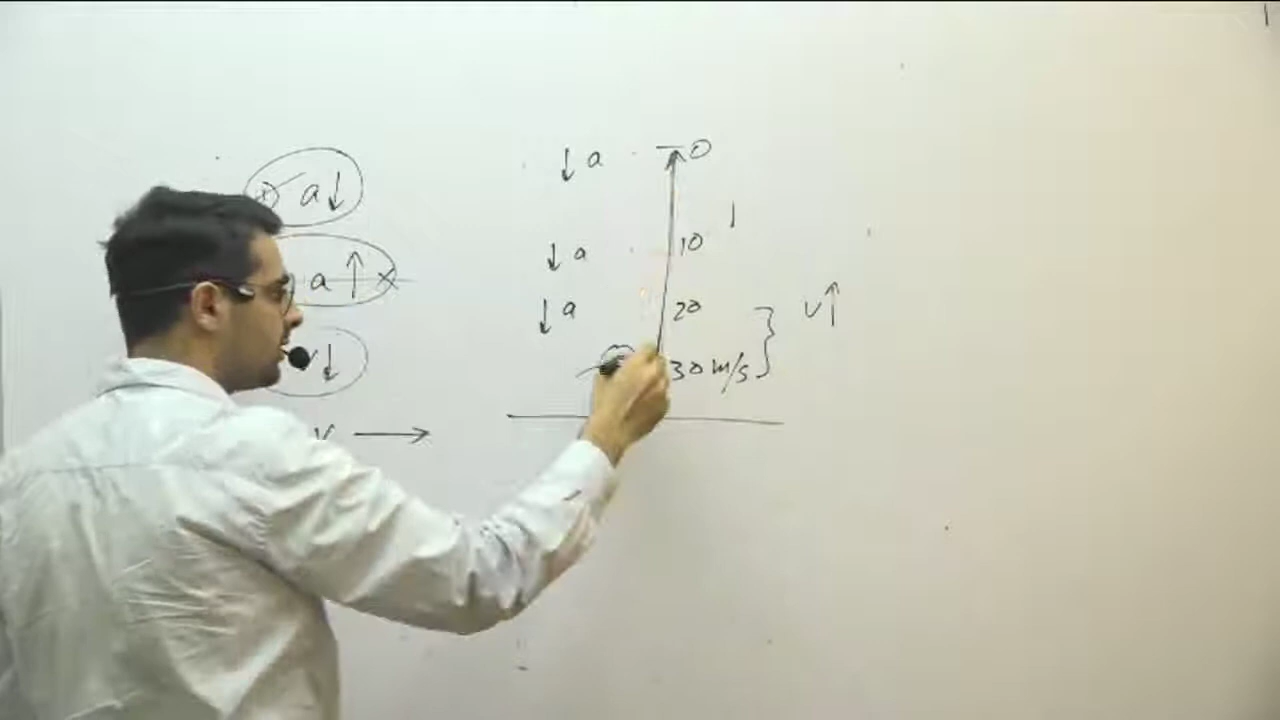 a↓
a ↑ ×
v↓
v →
↓ a
0
↓ a
10
↓ a
20
30 m/s
} v↑